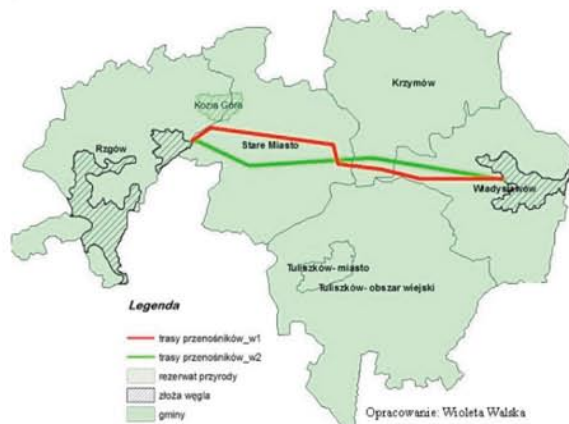 Krzymów
Kozia Góra
Rzgów
Stare Miasto
Władysławów
Tuliszków- miasto
Tuliszków- obszar wiejski
Legenda
trasy przenośników_w1
trasy przenośników_w2
rezerwat przyrody
złoża węgla
gminy
Opracowanie: Wioleta Walska